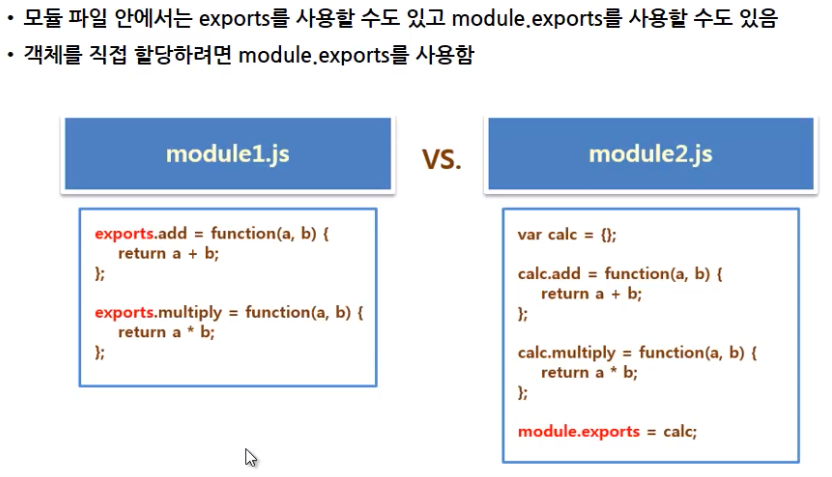 • 모듈 파일 안에서는 exports를 사용할 수도 있고 module.exports를 사용할 수도 있음
• 객체를 직접 할당하려면 module.exports를 사용함
module1.js
VS.
module2.js
exports.add = function(a, b) {
return a + b;
};
exports.multiply = function(a, b) {
return a * b;
};
var calc = {};
calc.add = function(a, b) {
return a + b;
};
calc.multiply = function(a, b) {
return a * b;
};
module.exports = calc;